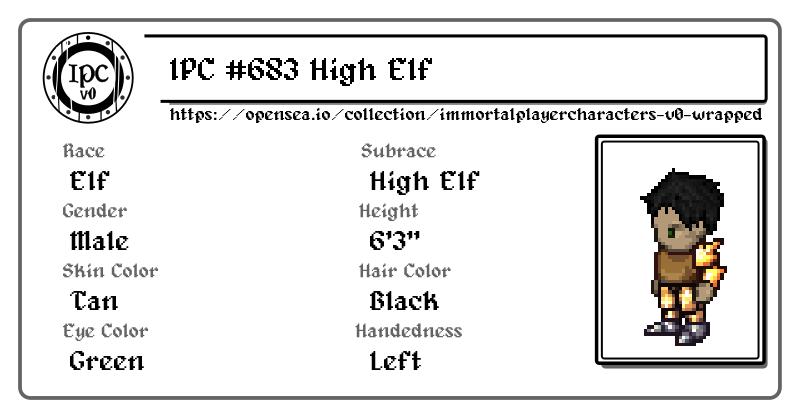 IPC v0
IPC #683 High Elf
https://opensea.io/collection/immortalplayercharacters-v0-wrapped
Race
Subrace
Elf
High Elf
Gender
Height
Male
6'3"
Skin Color
Hair Color
Tan
Black
Eye Color
Handedness
Green
Left